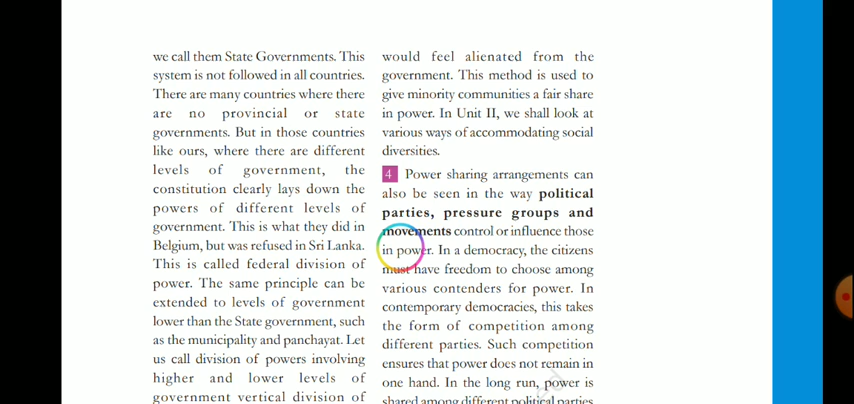 we call them State Governments. This
system is not followed in all countries.
There are many countries where there
are no provincial or state
governments. But in those countries
like ours, where there are different
levels of government, the
constitution clearly lays down the
powers of different levels of
government. This is what they did in
Belgium, but was refused in Sri Lanka.
This is called federal division of
power. The same principle can be
extended to levels of government
lower than the State government, such
as the municipality and panchayat. Let
us call division of powers involving
higher and lower levels of
government vertical division of
would feel alienated from the
government. This method is used to
give minority communities a fair share
in power. In Unit II, we shall look at
various ways of accommodating social
diversities.
4 Power sharing arrangements can
also be seen in the way political
parties, pressure groups and
movements control or influence those
in power. In a democracy, the citizens
must have freedom to choose among
various contenders for power. In
contemporary democracies, this takes
the form of competition among
different parties. Such competition
ensures that power does not remain in
one hand. In the long run, power is
shared among different political parties